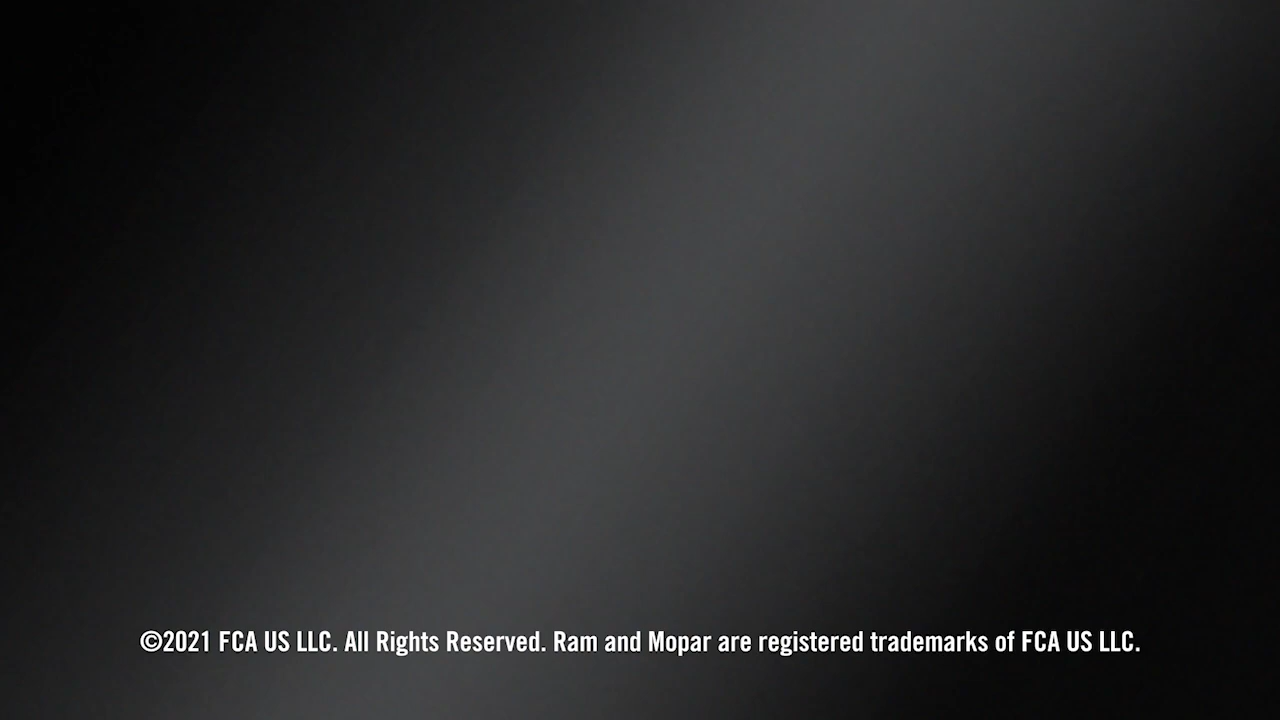 ©2021 FCA US LLC. All Rights Reserved. Ram and Mopar are registered trademarks of FCA US LLC.